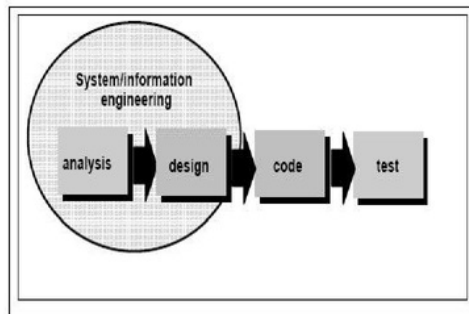 System/information
engineering
analysis
design
code
test